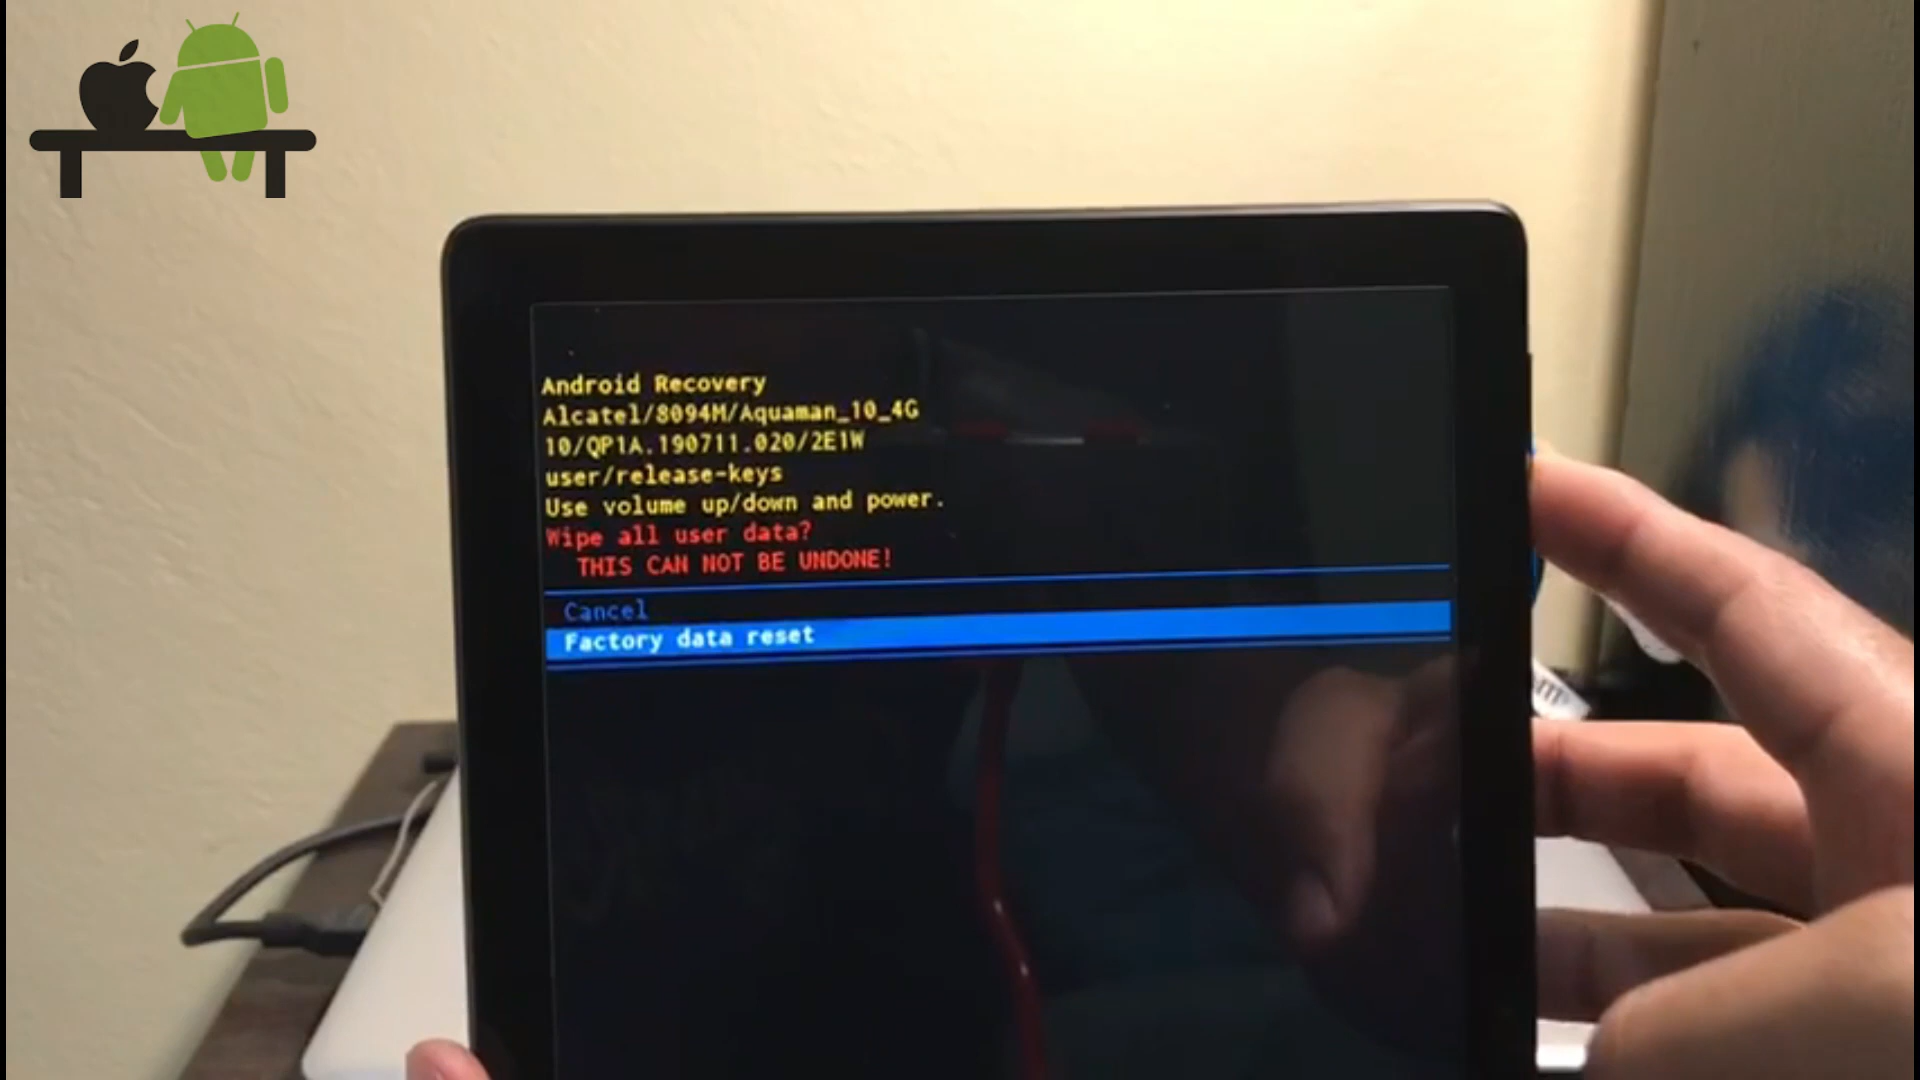 Android Recovery
Alcatel/8094M/Aquaman_10_4G
10/QP1A.190711.020/2E1W
user/release-keys
Use volume up/down and power.
Wipe all user data?
THIS CAN NOT BE UNDONE!
Cancel
Factory data reset